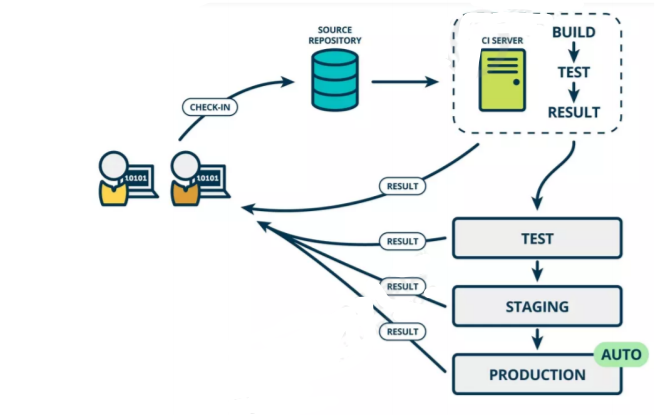 SOURCE
REPOSITORY
CI SERVER
BUILD
TEST
RESULT
CHECK-IN
10101
10101
RESULT
RESULT
TEST
RESULT
STAGING
RESULT
AUTO
PRODUCTION